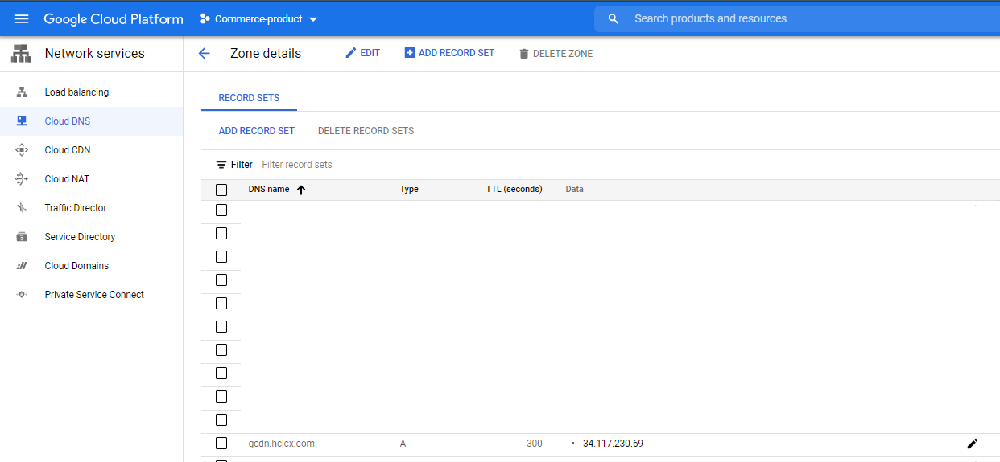 Google Cloud Platform Commerce-product Search products and resources
Network services
Zone details EDIT ADD RECORD SET DELETE ZONE
Load balancing
Cloud DNS
Cloud CDN
Cloud NAT
Traffic Director
Service Directory
Cloud Domains
Private Service Connect
RECORD SETS
ADD RECORD SET DELETE RECORD SETS
Filter Filter record sets
DNS name Type TTL (seconds) Data
gcdn.hclcx.com. A 300 • 34.117.230.69